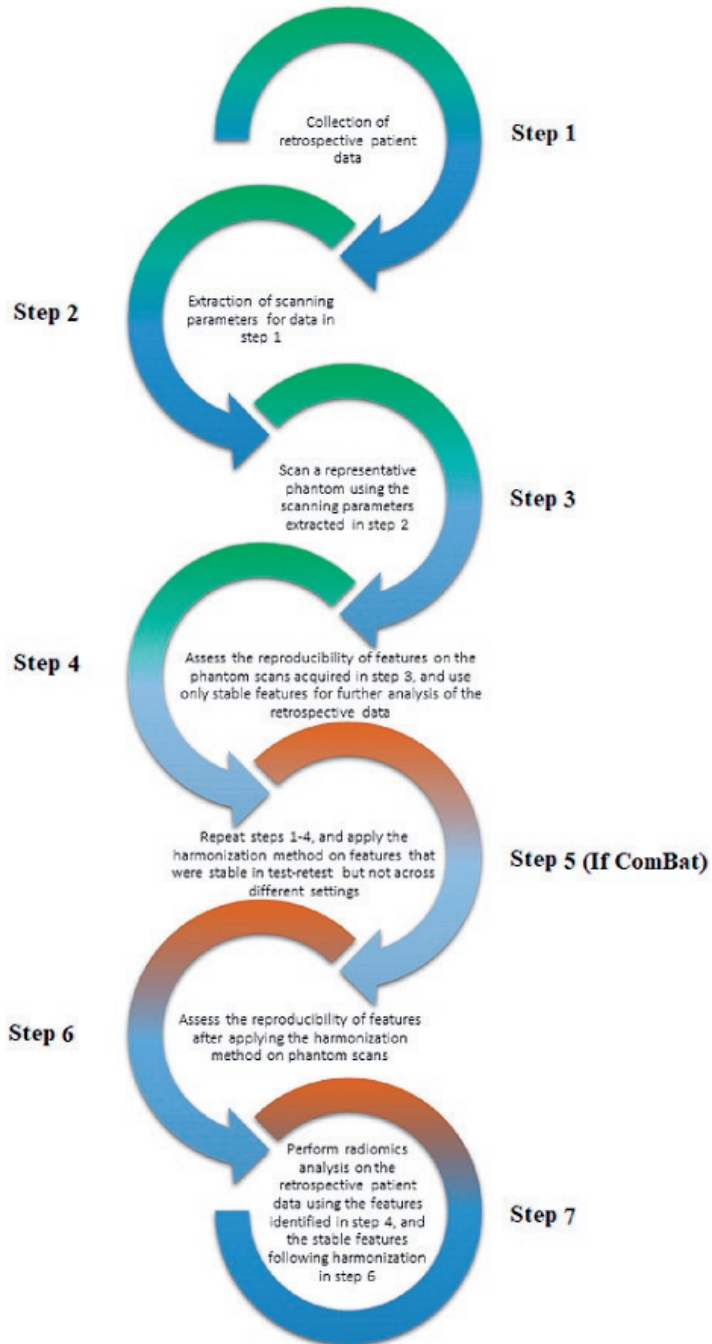 Collection of
retrospective patient
data
Step 1
Step 2
Extraction of scanning
parameters for data in
step 1
Scan a representative
phantom using the
scanning parameters
extracted in step 2
Step 3
Step 4
Assess the reproducibility of features on the
phantom scans acquired in step 3, and use
only stable features for further analysis of the
retrospective data
Repeat steps 1-4, and apply the
harmonization method on features that
were stable in test-retest but not across
different settings
Step 5 (If ComBat)
Step 6
Assess the reproducibility of features
after applying the harmonization
method on phantom scans
Perform radiomics
analysis on the
retrospective patient
data using the features
identified in step 4, and
the stable features
following harmonization
in step 6
Step 7